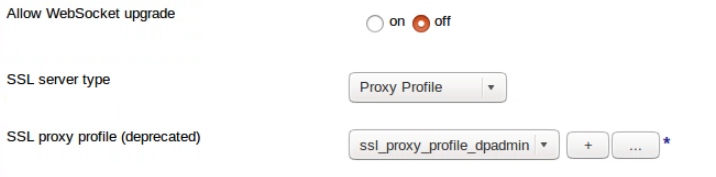 Allow WebSocket upgrade on off
SSL server type Proxy Profile
SSL proxy profile (deprecated) ssl_proxy_profile_dpadmin + ... *